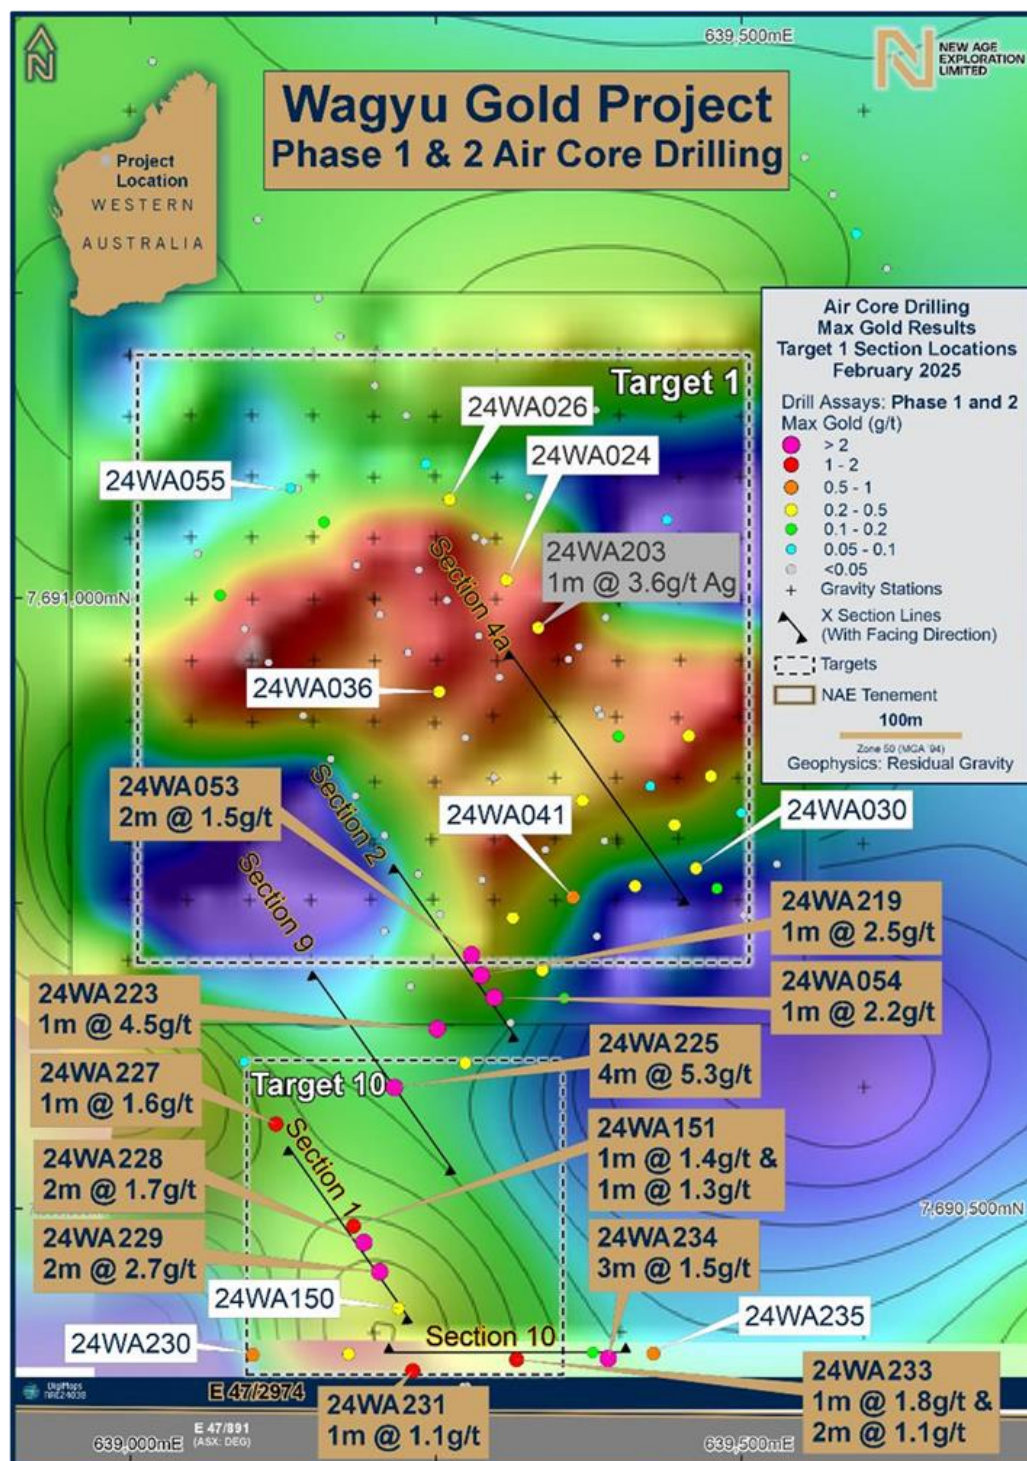 639,500mE
NEW AGE
EXPLORATION
LIMITED
N
Wagyu Gold Project
Phase 1 & 2 Air Core Drilling
Project
Location
WESTERN
AUSTRALIA
Air Core Drilling
Max Gold Results
Target 1 Section Locations
February 2025
Drill Assays: Phase 1 and 2
Max Gold (g/t)
> 2
1 - 2
0.5 - 1
0.2 - 0.5
0.1 - 0.2
0.05 - 0.1
<0.05
Gravity Stations
X Section Lines
(With Facing Direction)
Targets
NAE Tenement
100m
Zone 50 (MGA '94)
Geophysics: Residual Gravity
Target 1
24WA026
24WA024
24WA055
24WA203
1m @ 3.6g/t Ag
Section 4a
7,691,000mN
24WA036
Section 2
24WA053
2m @ 1.5g/t
24WA041
24WA030
Section 9
24WA219
1m @ 2.5g/t
24WA223
1m @ 4.5g/t
24WA054
1m @ 2.2g/t
24WA227
1m @ 1.6g/t
Target 10
24WA225
4m @ 5.3g/t
Section 1
24WA228
2m @ 1.7g/t
24WA151
1m @ 1.4g/t &
1m @ 1.3g/t
7,690,500mN
24WA229
2m @ 2.7g/t
24WA234
3m @ 1.5g/t
24WA150
24WA230
Section 10
24WA235
24WA233
1m @ 1.8g/t &
2m @ 1.1g/t
DigiMaps
E 47/2974
24WA231
1m @ 1.1g/t
E 47/891
(ASX: DEG)
639,000mE
639,500mE